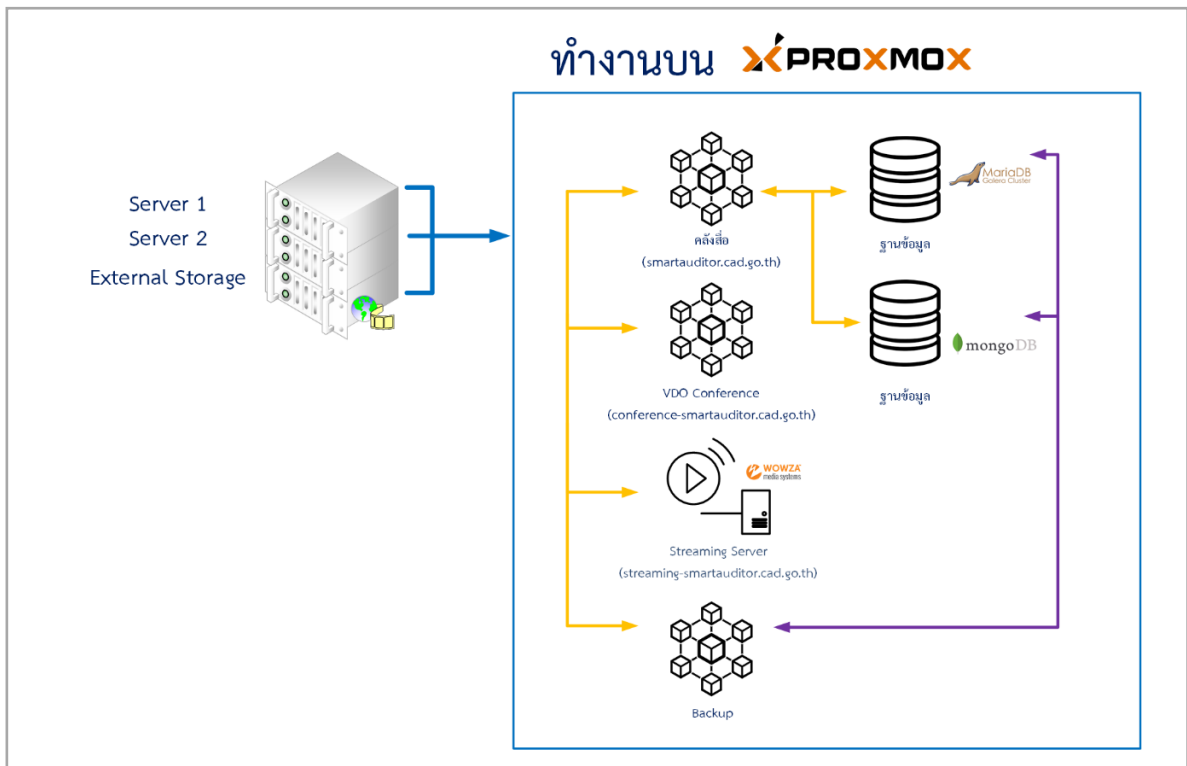 ทำงานบน PROXMOX
Server 1
Server 2
External Storage
คลังสื่อ
(smartauditor.cad.go.th)
MariaDB
Galera Cluster
ฐานข้อมูล
VDO Conference
(conference-smartauditor.cad.go.th)
mongoDB
ฐานข้อมูล
WOWZA
media systems
Streaming Server
(streaming-smartauditor.cad.go.th)
Backup